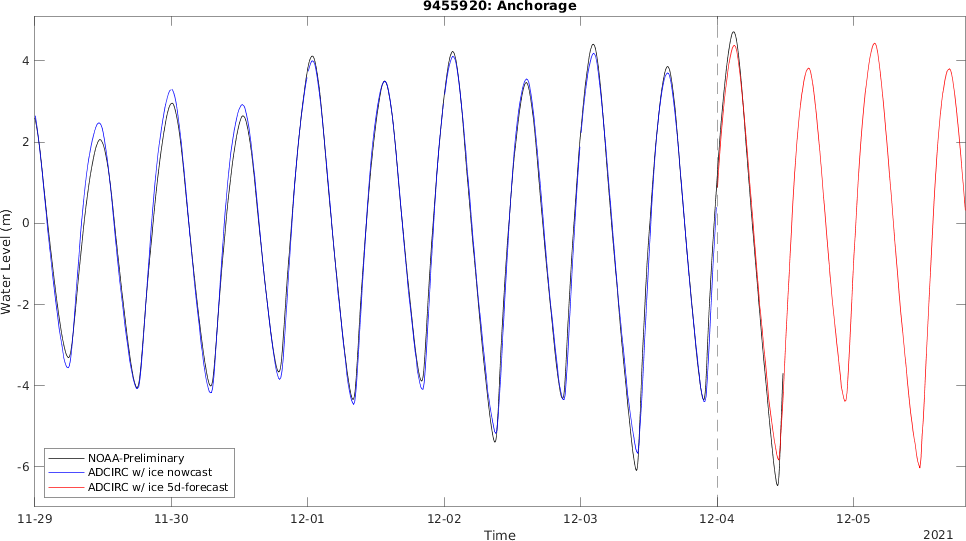 9455920: Anchorage
Water Level (m)
4
2
0
-2
-4
-6
NOAA-Preliminary
ADCIRC w/ ice nowcast
ADCIRC w/ ice 5d-forecast
11-29 11-30 12-01 12-02 12-03 12-04 12-05
Time
2021